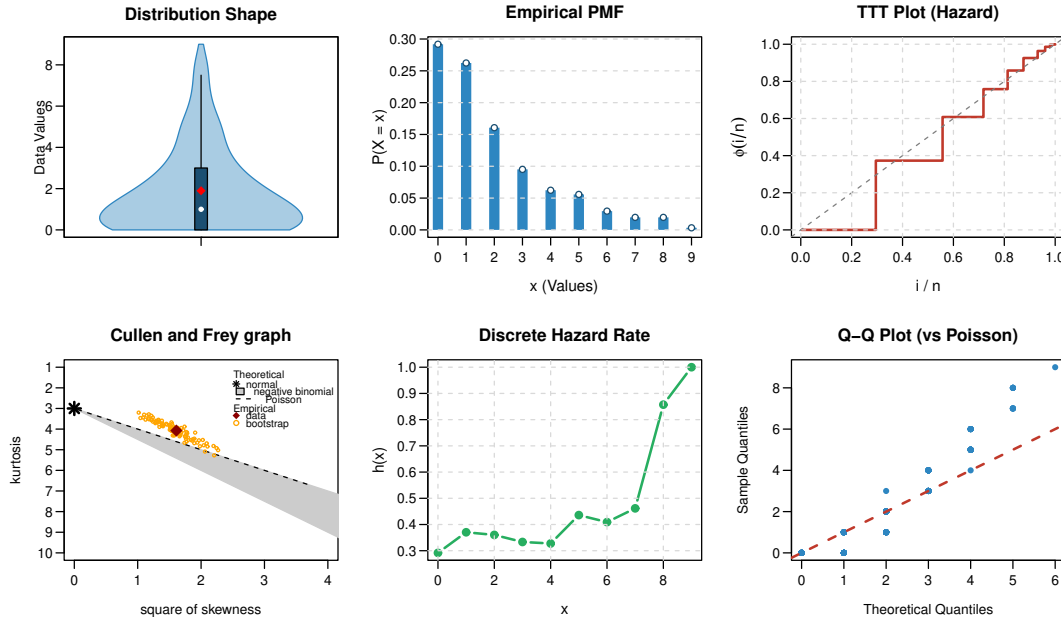 Distribution Shape
Data Values
0
2
4
6
8
Empirical PMF
P(X = x)
0.30
0.25
0.20
0.15
0.10
0.05
0.00
0 1 2 3 4 5 6 7 8 9
x (Values)
TTT Plot (Hazard)
ϕ(i/n)
1.0
0.8
0.6
0.4
0.2
0.0
0.0 0.2 0.4 0.6 0.8 1.0
i / n
Cullen and Frey graph
kurtosis
1
2
3
4
5
6
7
8
9
10
Theoretical
normal
negative binomial
Poisson
Empirical
data
bootstrap
0 1 2 3 4
square of skewness
Discrete Hazard Rate
h(x)
1.0
0.9
0.8
0.7
0.6
0.5
0.4
0.3
0 2 4 6 8
x
Q−Q Plot (vs Poisson)
Sample Quantiles
8
6
4
2
0
0 1 2 3 4 5 6
Theoretical Quantiles